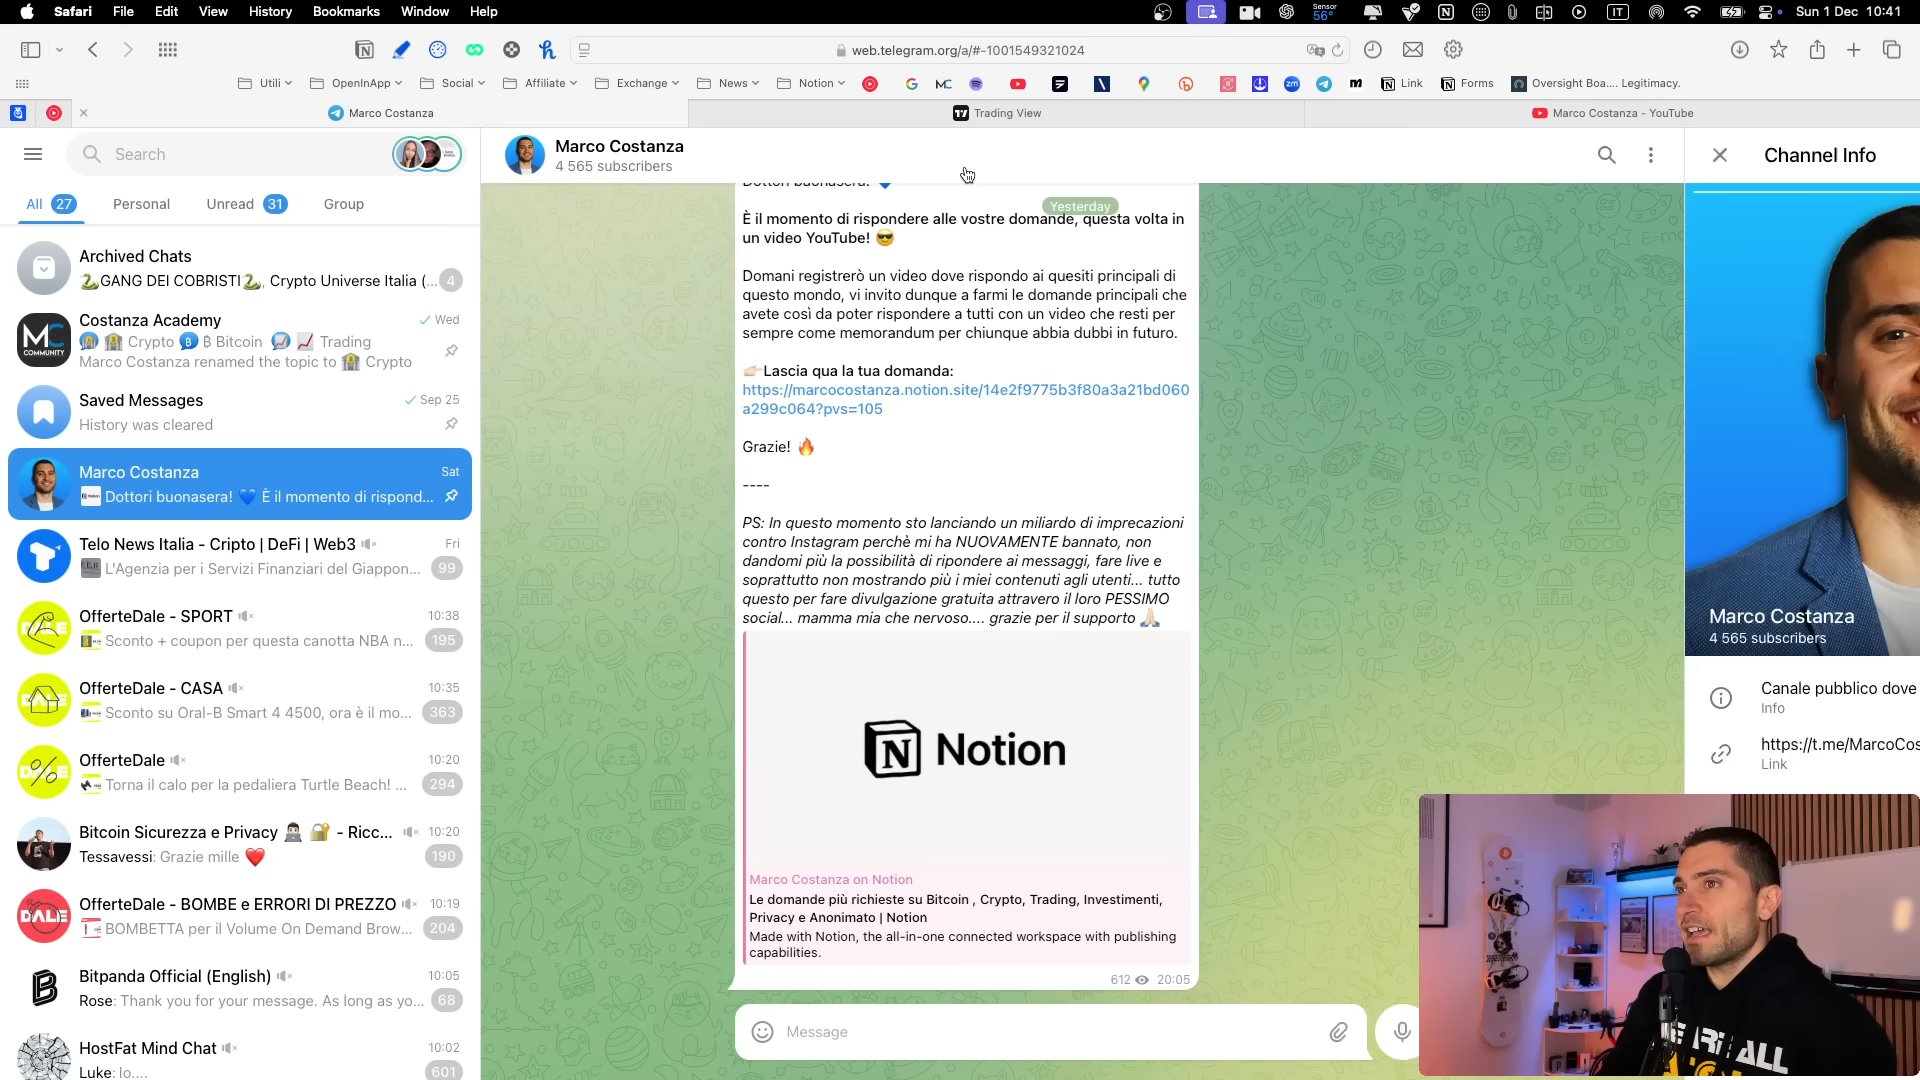 Safari File Edit View History Bookmarks Window Help
Sensor
56°
IT
Sun 1 Dec 10:41
web.telegram.org/a/#-1001549321024
Utili
OpenInApp
Social
Affiliate
Exchange
News
Notion
G
MC
zm
Link
Forms
Oversight Boa.... Legitimacy.
Marco Costanza
Trading View
Marco Costanza - YouTube
Search
Marco Costanza
4 565 subscribers
Channel Info
All 27
Personal
Unread 31
Group
Archived Chats
🐍GANG DEI COBRISTI🐍, Crypto Universe Italia (...
4
MC
COMMUNITY
Costanza Academy
Wed
Crypto
฿ Bitcoin
Trading
Marco Costanza renamed the topic to
Crypto
Saved Messages
Sep 25
History was cleared
Marco Costanza
Sat
Dottori buonasera! 💙 È il momento di rispond...
Telo News Italia - Cripto | DeFi | Web3
Fri
L'Agenzia per i Servizi Finanziari del Giappon...
99
OfferteDale - SPORT
10:38
Sconto + coupon per questa canotta NBA n...
195
OfferteDale - CASA
10:35
Sconto su Oral-B Smart 4 4500, ora è il mo...
363
OfferteDale
10:20
Torna il calo per la pedaliera Turtle Beach! ...
294
Bitcoin Sicurezza e Privacy 👨🏻‍💻 🔐 - Ricc...
10:20
Tessavessi: Grazie mille ❤️
190
DALE
OfferteDale - BOMBE e ERRORI DI PREZZO
10:19
BOMBETTA per il Volume On Demand Brow...
204
Bitpanda Official (English)
10:05
Rose: Thank you for your message. As long as yo...
68
HostFat Mind Chat
10:02
Luke: lo....
601
Dottori buonasera! 💙
Yesterday
È il momento di rispondere alle vostre domande, questa volta in
un video YouTube! 😎
Domani registrerò un video dove rispondo ai quesiti principali di
questo mondo, vi invito dunque a farmi le domande principali che
avete così da poter rispondere a tutti con un video che resti per
sempre come memorandum per chiunque abbia dubbi in futuro.
👉🏻Lascia qua la tua domanda:
https://marcocostanza.notion.site/14e2f9775b3f80a3a21bd060
a299c064?pvs=105
Grazie! 🔥
----
PS: In questo momento sto lanciando un miliardo di imprecazioni
contro Instagram perchè mi ha NUOVAMENTE bannato, non
dandomi più la possibilità di ripondere ai messaggi, fare live e
soprattutto non mostrando più i miei contenuti agli utenti... tutto
questo per fare divulgazione gratuita attravero il loro PESSIMO
social... mamma mia che nervoso.... grazie per il supporto 🙏🏻
Notion
Marco Costanza on Notion
Le domande più richieste su Bitcoin , Crypto, Trading, Investimenti,
Privacy e Anonimato | Notion
Made with Notion, the all-in-one connected workspace with publishing
capabilities.
612
20:05
Message
Marco Costanza
4 565 subscribers
Canale pubblico dove
Info
https://t.me/MarcoCos
Link